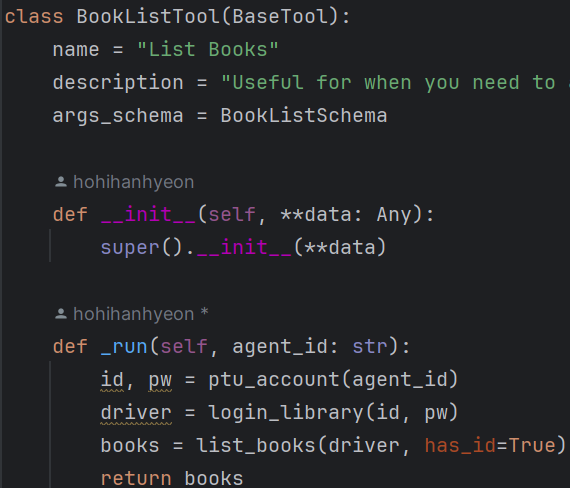 class BookListTool(BaseTool):
    name = "List Books"
    description = "Useful for when you need to
    args_schema = BookListSchema
    hohihanhyeon
    def __init__(self, **data: Any):
        super().__init__(**data)
    hohihanhyeon *
    def _run(self, agent_id: str):
        id, pw = ptu_account(agent_id)
        driver = login_library(id, pw)
        books = list_books(driver, has_id=True)
        return books